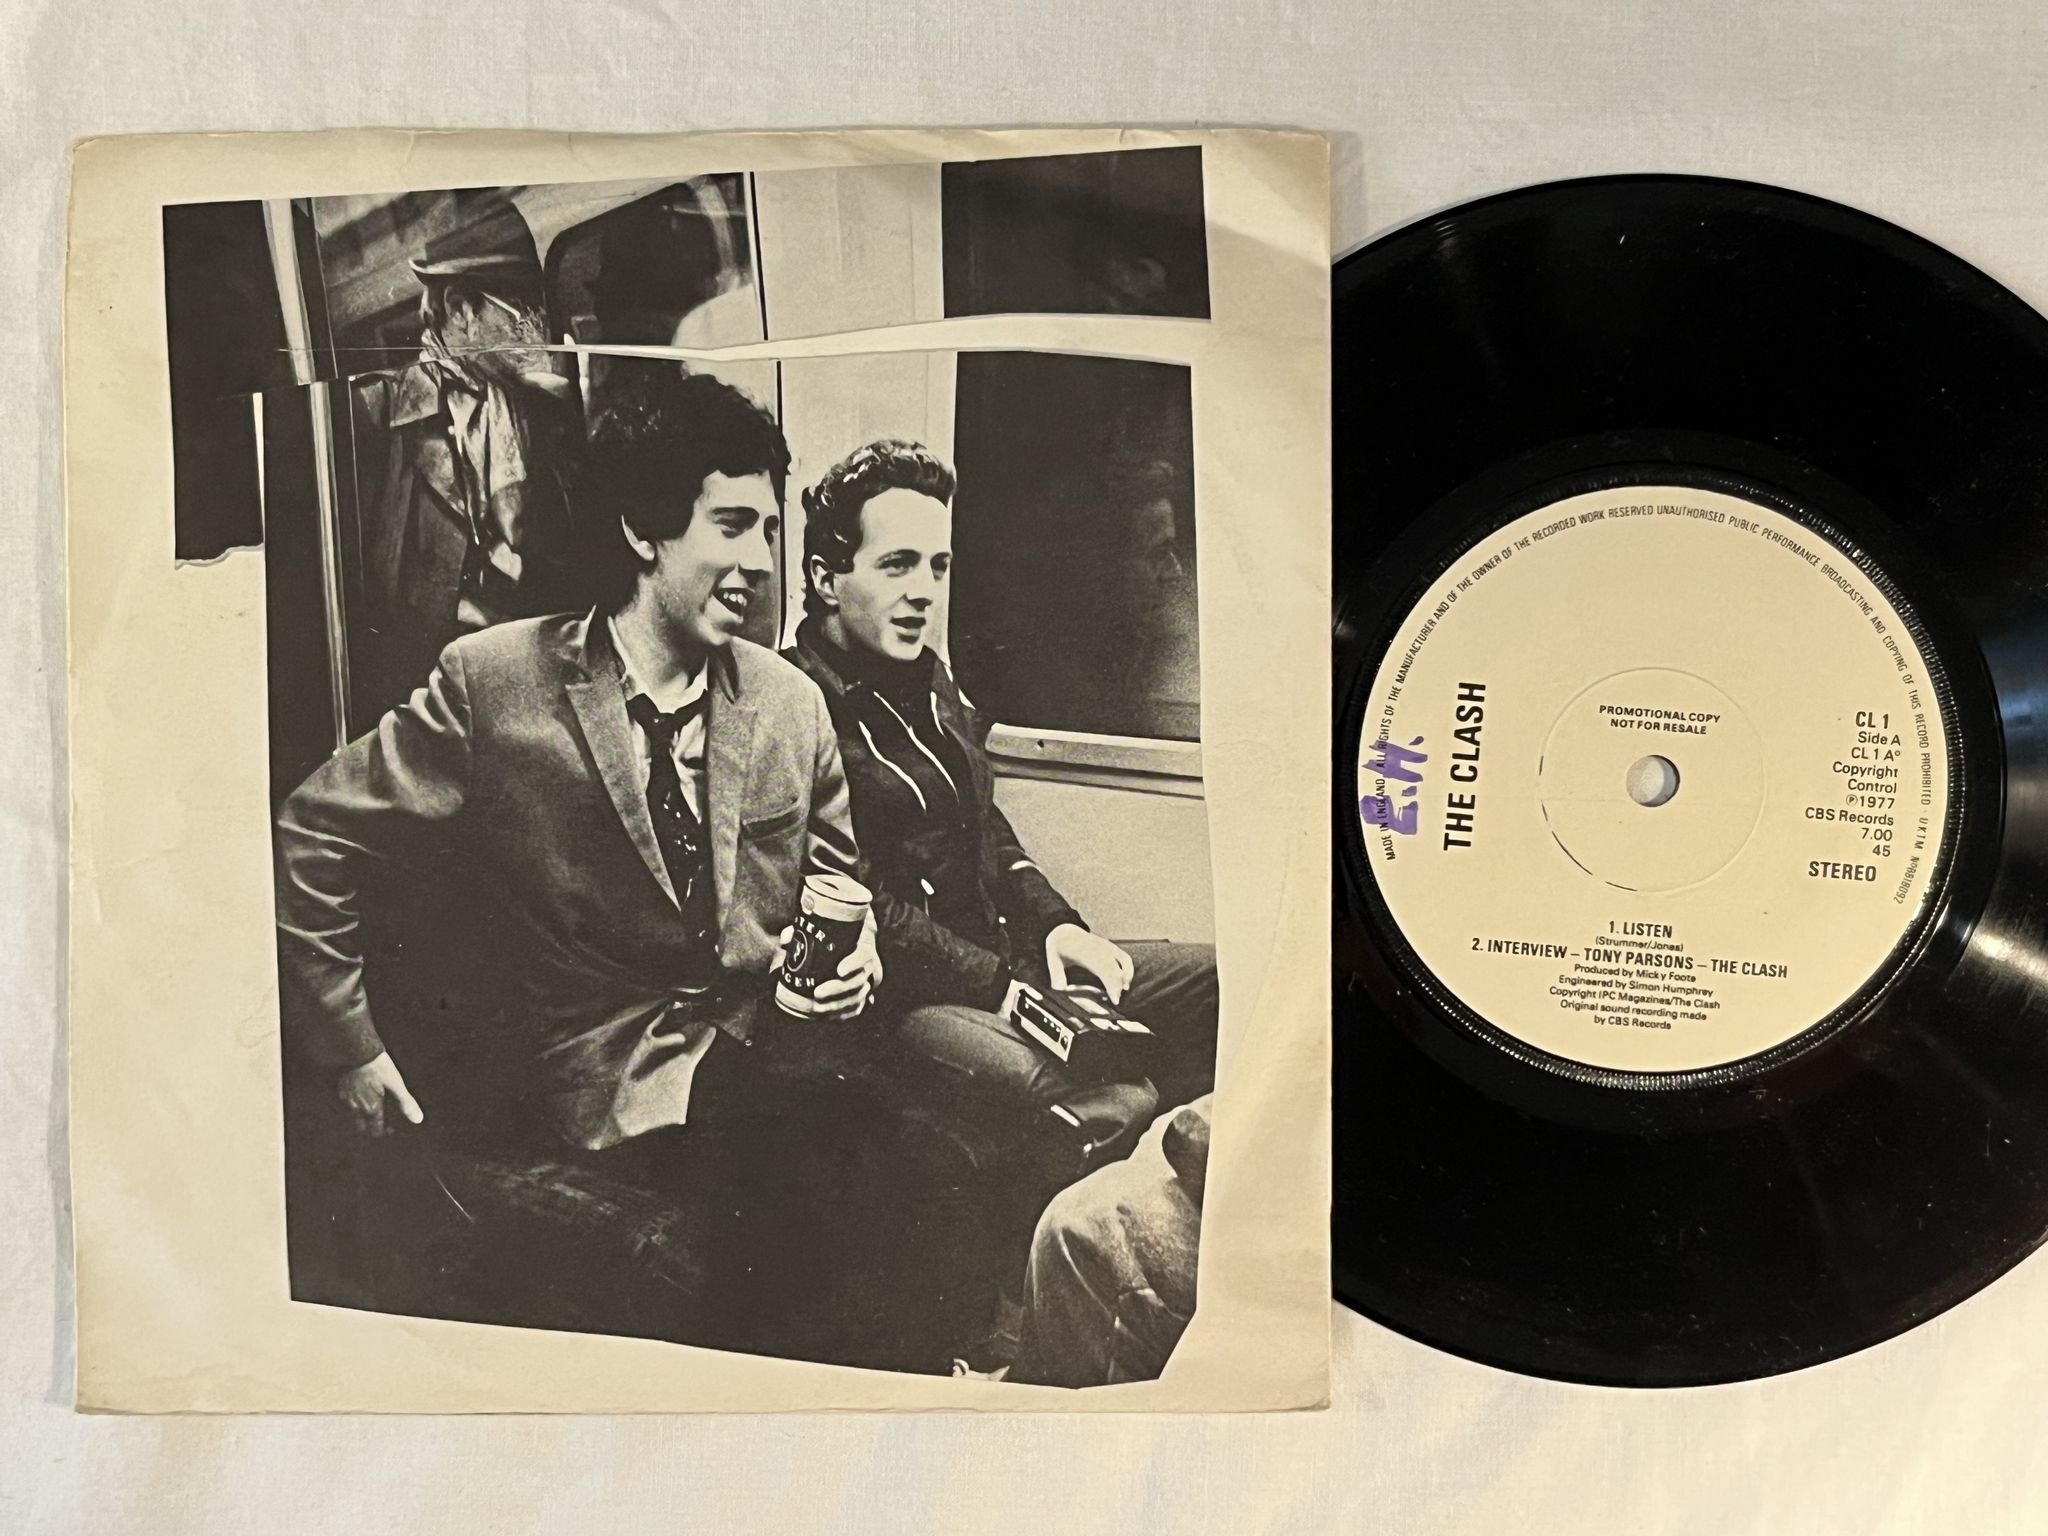 MADE IN ENGLAND · ALL RIGHTS OF THE MANUFACTURER AND OF THE OWNER OF THE RECORDED WORK RESERVED UNAUTHORISED PUBLIC PERFORMANCE BROADCASTING AND COPYING OF THIS RECORD PROHIBITED · U K T M No 8818092
E.H.
THE CLASH
PROMOTIONAL COPY
NOT FOR RESALE
CL 1
Side A
CL 1 A°
Copyright
Control
℗1977
CBS Records
7.00
45
STEREO
1. LISTEN
(Strummer/Jones)
2. INTERVIEW – TONY PARSONS – THE CLASH
Produced by Micky Foote
Engineered by Simon Humphrey
Copyright IPC Magazines/The Clash
Original sound recording made
by CBS Records